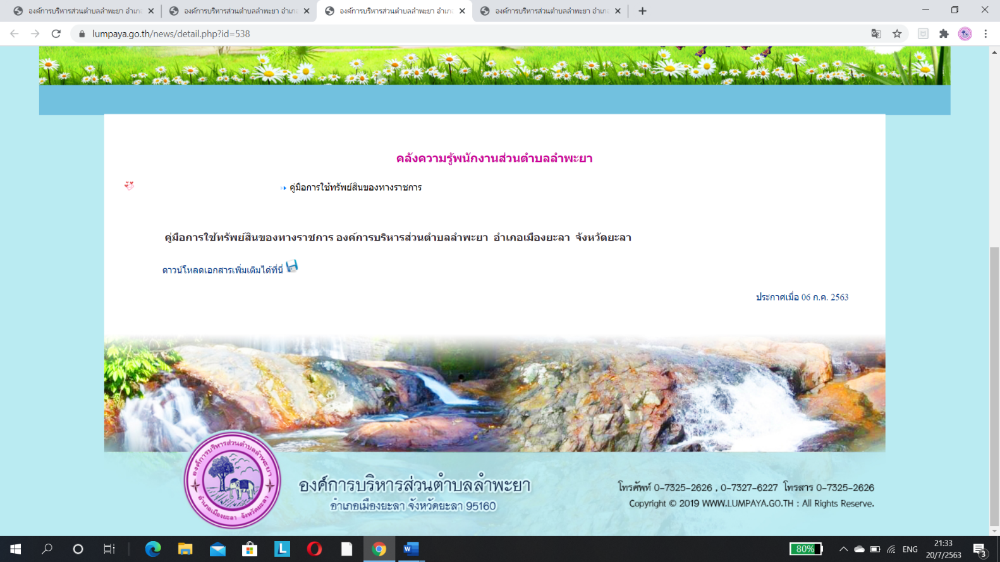 องค์การบริหารส่วนตำบลลำพะยา อำเภ
องค์การบริหารส่วนตำบลลำพะยา อำเภ
องค์การบริหารส่วนตำบลลำพะยา อำเภ
องค์การบริหารส่วนตำบลลำพะยา อำเภ
lumpaya.go.th/news/detail.php?id=538
คลังความรู้พนักงานส่วนตำบลลำพะยา
คู่มือการใช้ทรัพย์สินของทางราชการ
คู่มือการใช้ทรัพย์สินของทางราชการ องค์การบริหารส่วนตำบลลำพะยา อำเภอเมืองยะลา จังหวัดยะลา
ดาวน์โหลดเอกสารเพิ่มเติมได้ที่นี่
ประกาศเมื่อ 06 ก.ค. 2563
องค์การบริหารส่วนตำบลลำพะยา
อำเภอเมืองยะลา จังหวัดยะลา
องค์การบริหารส่วนตำบลลำพะยา
อำเภอเมืองยะลา จังหวัดยะลา 95160
โทรศัพท์ 0-7325-2626 , 0-7327-6227 โทรสาร 0-7325-2626
Copyright © 2019 WWW.LUMPAYA.GO.TH : All Rights Reserve.
L
W
80%
ENG
21:33
20/7/2563
3